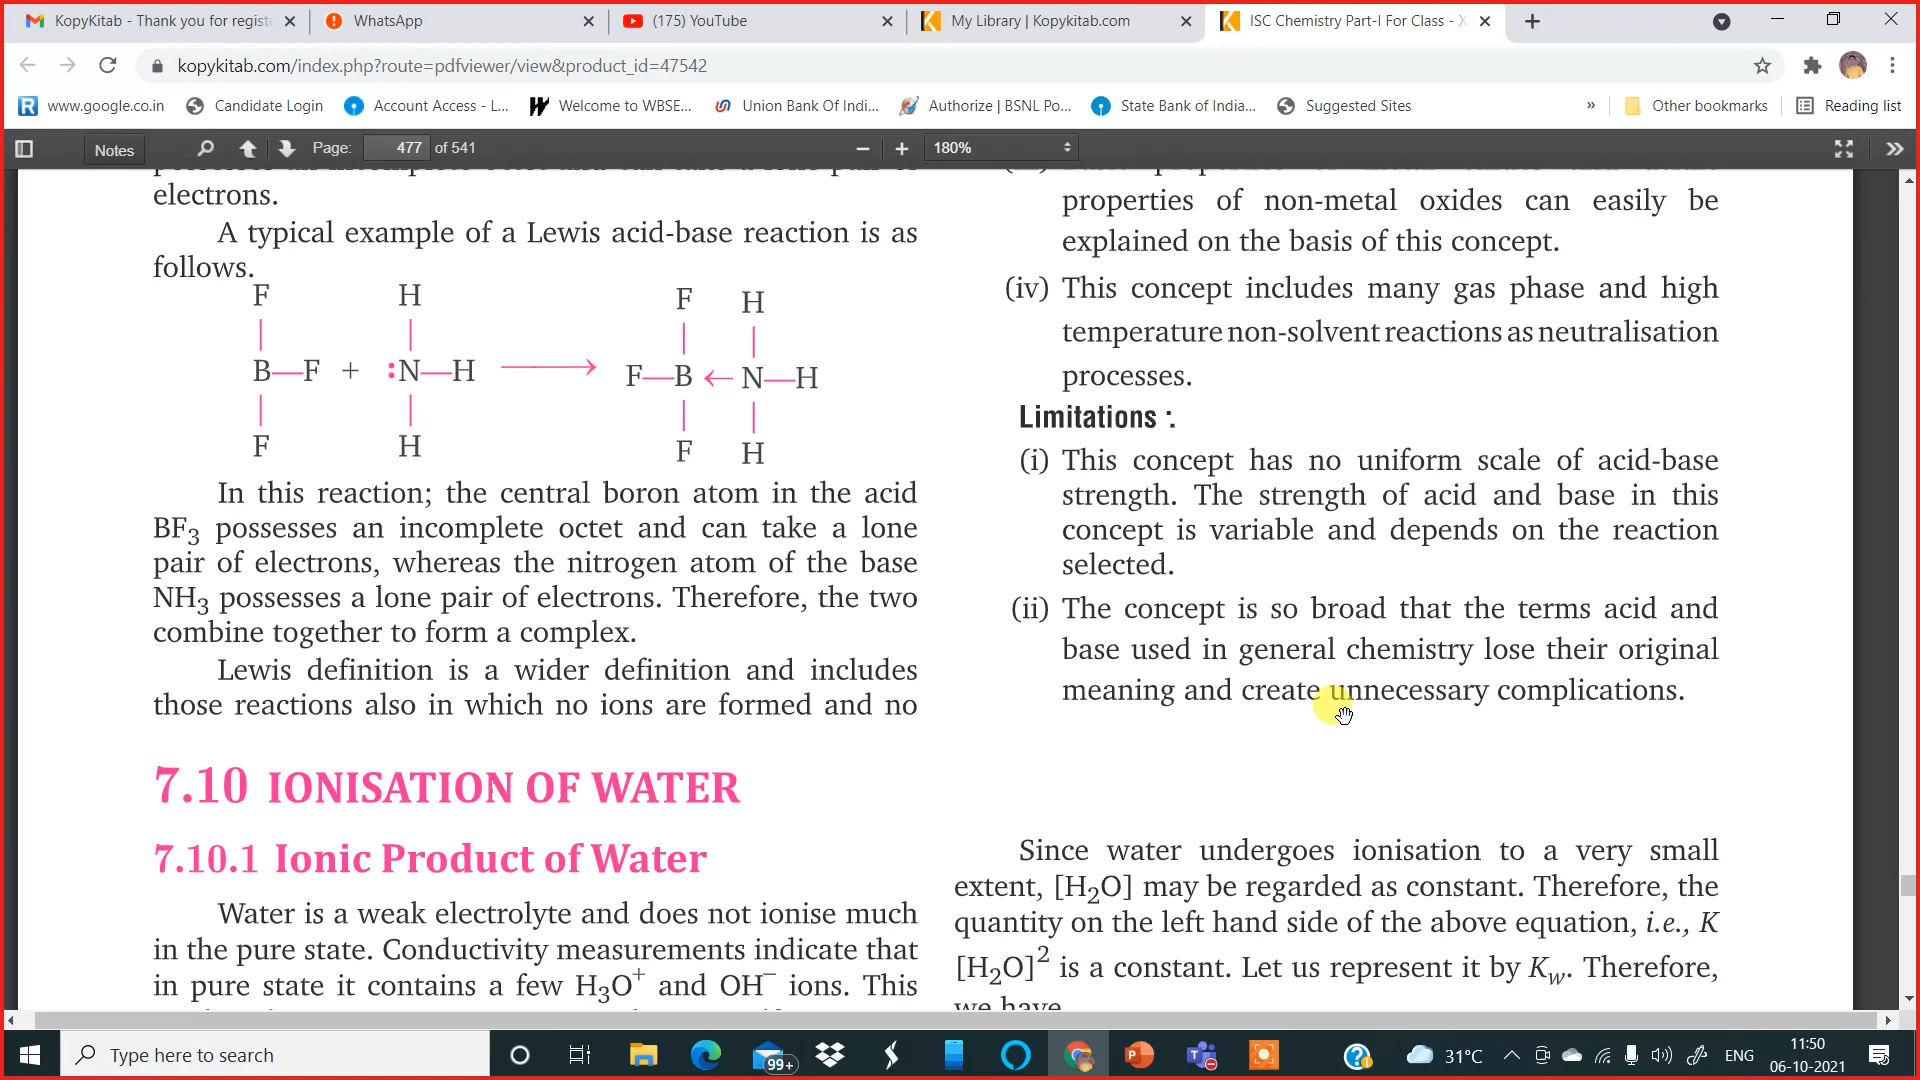 KopyKitab - Thank you for registe
WhatsApp
(175) YouTube
My Library | Kopykitab.com
ISC Chemistry Part-I For Class - X
kopykitab.com/index.php?route=pdfviewer/view&product_id=47542
www.google.co.in
Candidate Login
Account Access - L...
Welcome to WBSE...
Union Bank Of Indi...
Authorize | BSNL Po...
State Bank of India...
Suggested Sites
»
Other bookmarks
Reading list
Notes
Page: 477 of 541
180%
electrons.
A typical example of a Lewis acid-base reaction is as
follows.
F H F H
B—F + :N—H ⟶ F—B ← N—H
F H F H
In this reaction; the central boron atom in the acid
BF₃ possesses an incomplete octet and can take a lone
pair of electrons, whereas the nitrogen atom of the base
NH₃ possesses a lone pair of electrons. Therefore, the two
combine together to form a complex.
Lewis definition is a wider definition and includes
those reactions also in which no ions are formed and no
properties of non-metal oxides can easily be
explained on the basis of this concept.
(iv) This concept includes many gas phase and high
temperature non-solvent reactions as neutralisation
processes.
Limitations :
(i) This concept has no uniform scale of acid-base
strength. The strength of acid and base in this
concept is variable and depends on the reaction
selected.
(ii) The concept is so broad that the terms acid and
base used in general chemistry lose their original
meaning and create unnecessary complications.
7.10 IONISATION OF WATER
7.10.1 Ionic Product of Water
Water is a weak electrolyte and does not ionise much
in the pure state. Conductivity measurements indicate that
in pure state it contains a few H₃O⁺ and OH⁻ ions. This
Since water undergoes ionisation to a very small
extent, [H₂O] may be regarded as constant. Therefore, the
quantity on the left hand side of the above equation, i.e., K
[H₂O]² is a constant. Let us represent it by K_w. Therefore,
we have
Type here to search
99+
31°C
ENG
11:50
06-10-2021